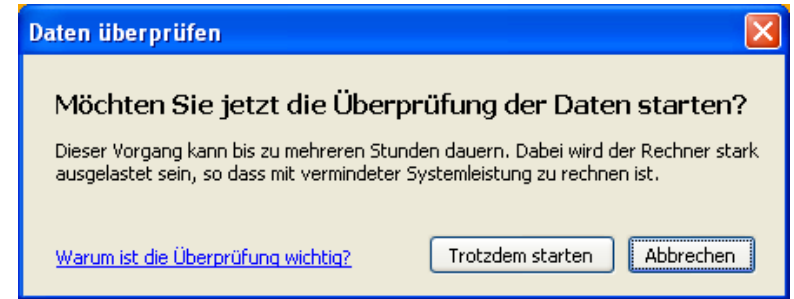 Daten überprüfen
Möchten Sie jetzt die Überprüfung der Daten starten?
Dieser Vorgang kann bis zu mehreren Stunden dauern. Dabei wird der Rechner stark
ausgelastet sein, so dass mit vermindeter Systemleistung zu rechnen ist.
Warum ist die Überprüfung wichtig? Trotzdem starten Abbrechen